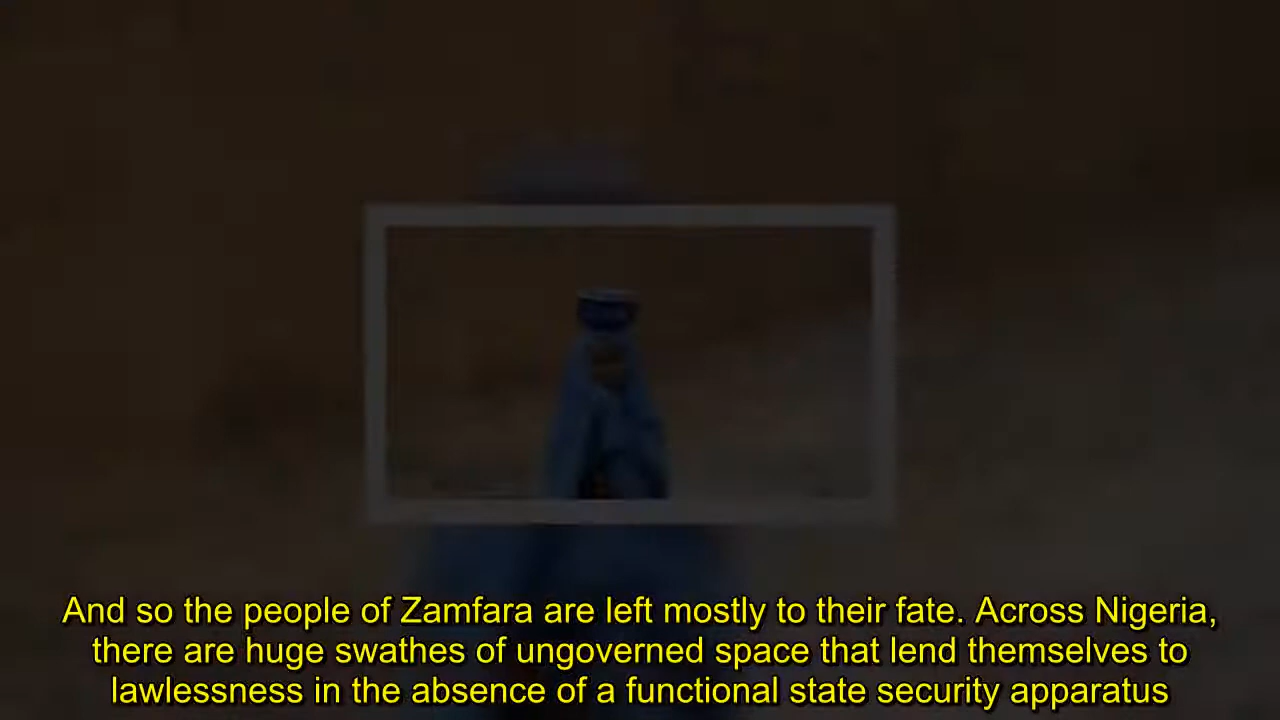 And so the people of Zamfara are left mostly to their fate. Across Nigeria,
there are huge swathes of ungoverned space that lend themselves to
lawlessness in the absence of a functional state security apparatus